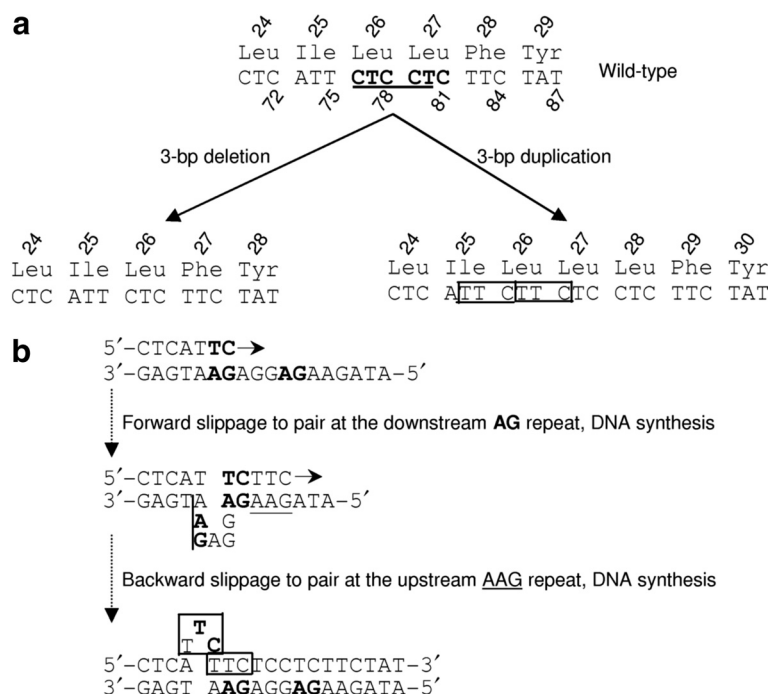 a
24 25 26 27 28 29
Leu Ile Leu Leu Phe Tyr
CTC ATT CTC CTC TTC TAT
Wild-type
72 75 78 81 84 87
3-bp deletion
3-bp duplication
24 25 26 27 28
Leu Ile Leu Phe Tyr
CTC ATT CTC TTC TAT
24 25 26 27 28 29 30
Leu Ile Leu Leu Leu Phe Tyr
CTC ATT CTT CTC CTC TTC TAT
b
5′–CTCATTC
3′–GAGTAAGAGGAGAAGATA–5′
Forward slippage to pair at the downstream AG repeat, DNA synthesis
5′–CTCAT TCTTC
3′–GAGTA AGAAGATA–5′
A G
GAG
Backward slippage to pair at the upstream AAG repeat, DNA synthesis
T
T C
5′–CTCA TTCTCCTCTTCTAT–3′
3′–GAGT AAGAGGAGAAGATA–5′